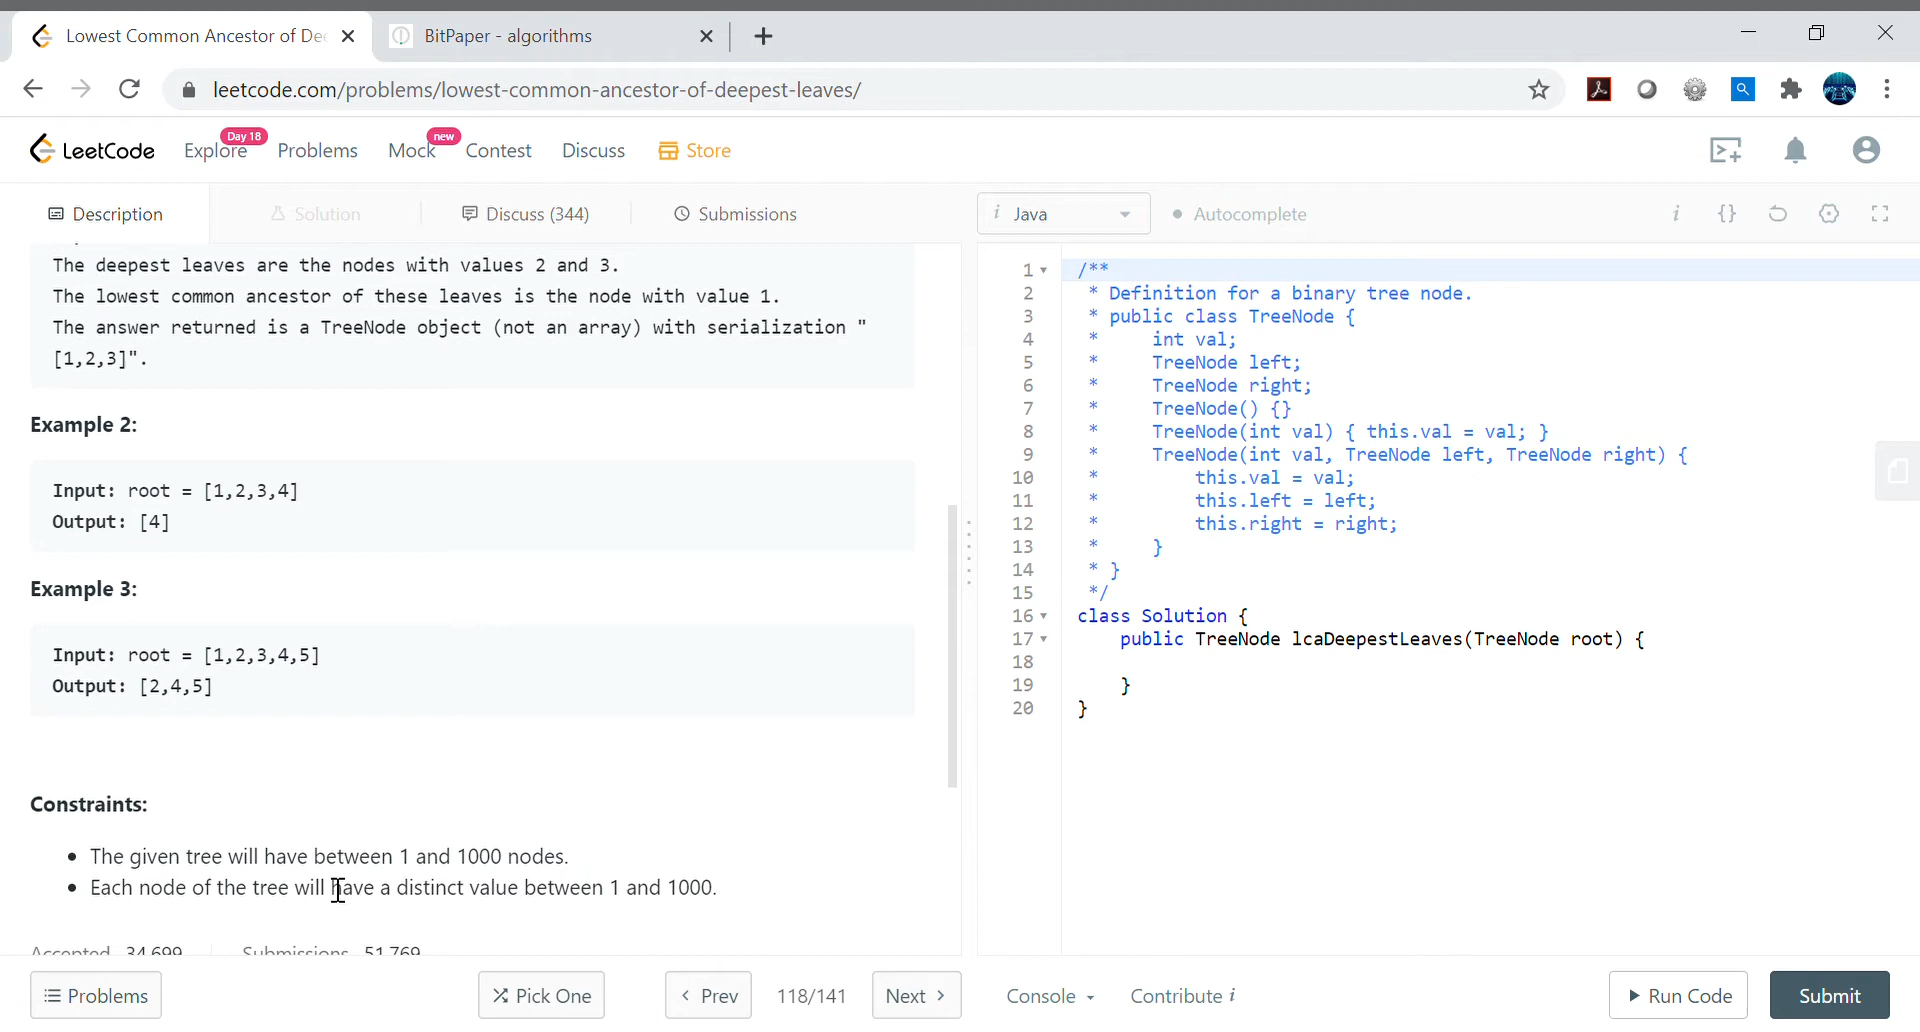 Lowest Common Ancestor of De
BitPaper - algorithms
leetcode.com/problems/lowest-common-ancestor-of-deepest-leaves/
LeetCode
Explore
Day 18
Problems
Mock
new
Contest
Discuss
Store
Description
Solution
Discuss (344)
Submissions
The deepest leaves are the nodes with values 2 and 3.
The lowest common ancestor of these leaves is the node with value 1.
The answer returned is a TreeNode object (not an array) with serialization "
[1,2,3]".
Example 2:
Input: root = [1,2,3,4]
Output: [4]
Example 3:
Input: root = [1,2,3,4,5]
Output: [2,4,5]
Constraints:
• The given tree will have between 1 and 1000 nodes.
• Each node of the tree will have a distinct value between 1 and 1000.
Accepted 34,699
Submissions 51,769
i Java
Autocomplete
i {}
1 /**
2 * Definition for a binary tree node.
3 * public class TreeNode {
4 * int val;
5 * TreeNode left;
6 * TreeNode right;
7 * TreeNode() {}
8 * TreeNode(int val) { this.val = val; }
9 * TreeNode(int val, TreeNode left, TreeNode right) {
10 * this.val = val;
11 * this.left = left;
12 * this.right = right;
13 * }
14 * }
15 */
16 class Solution {
17 public TreeNode lcaDeepestLeaves(TreeNode root) {
18
19 }
20 }
Problems
Pick One
Prev
118/141
Next
Console
Contribute i
Run Code
Submit